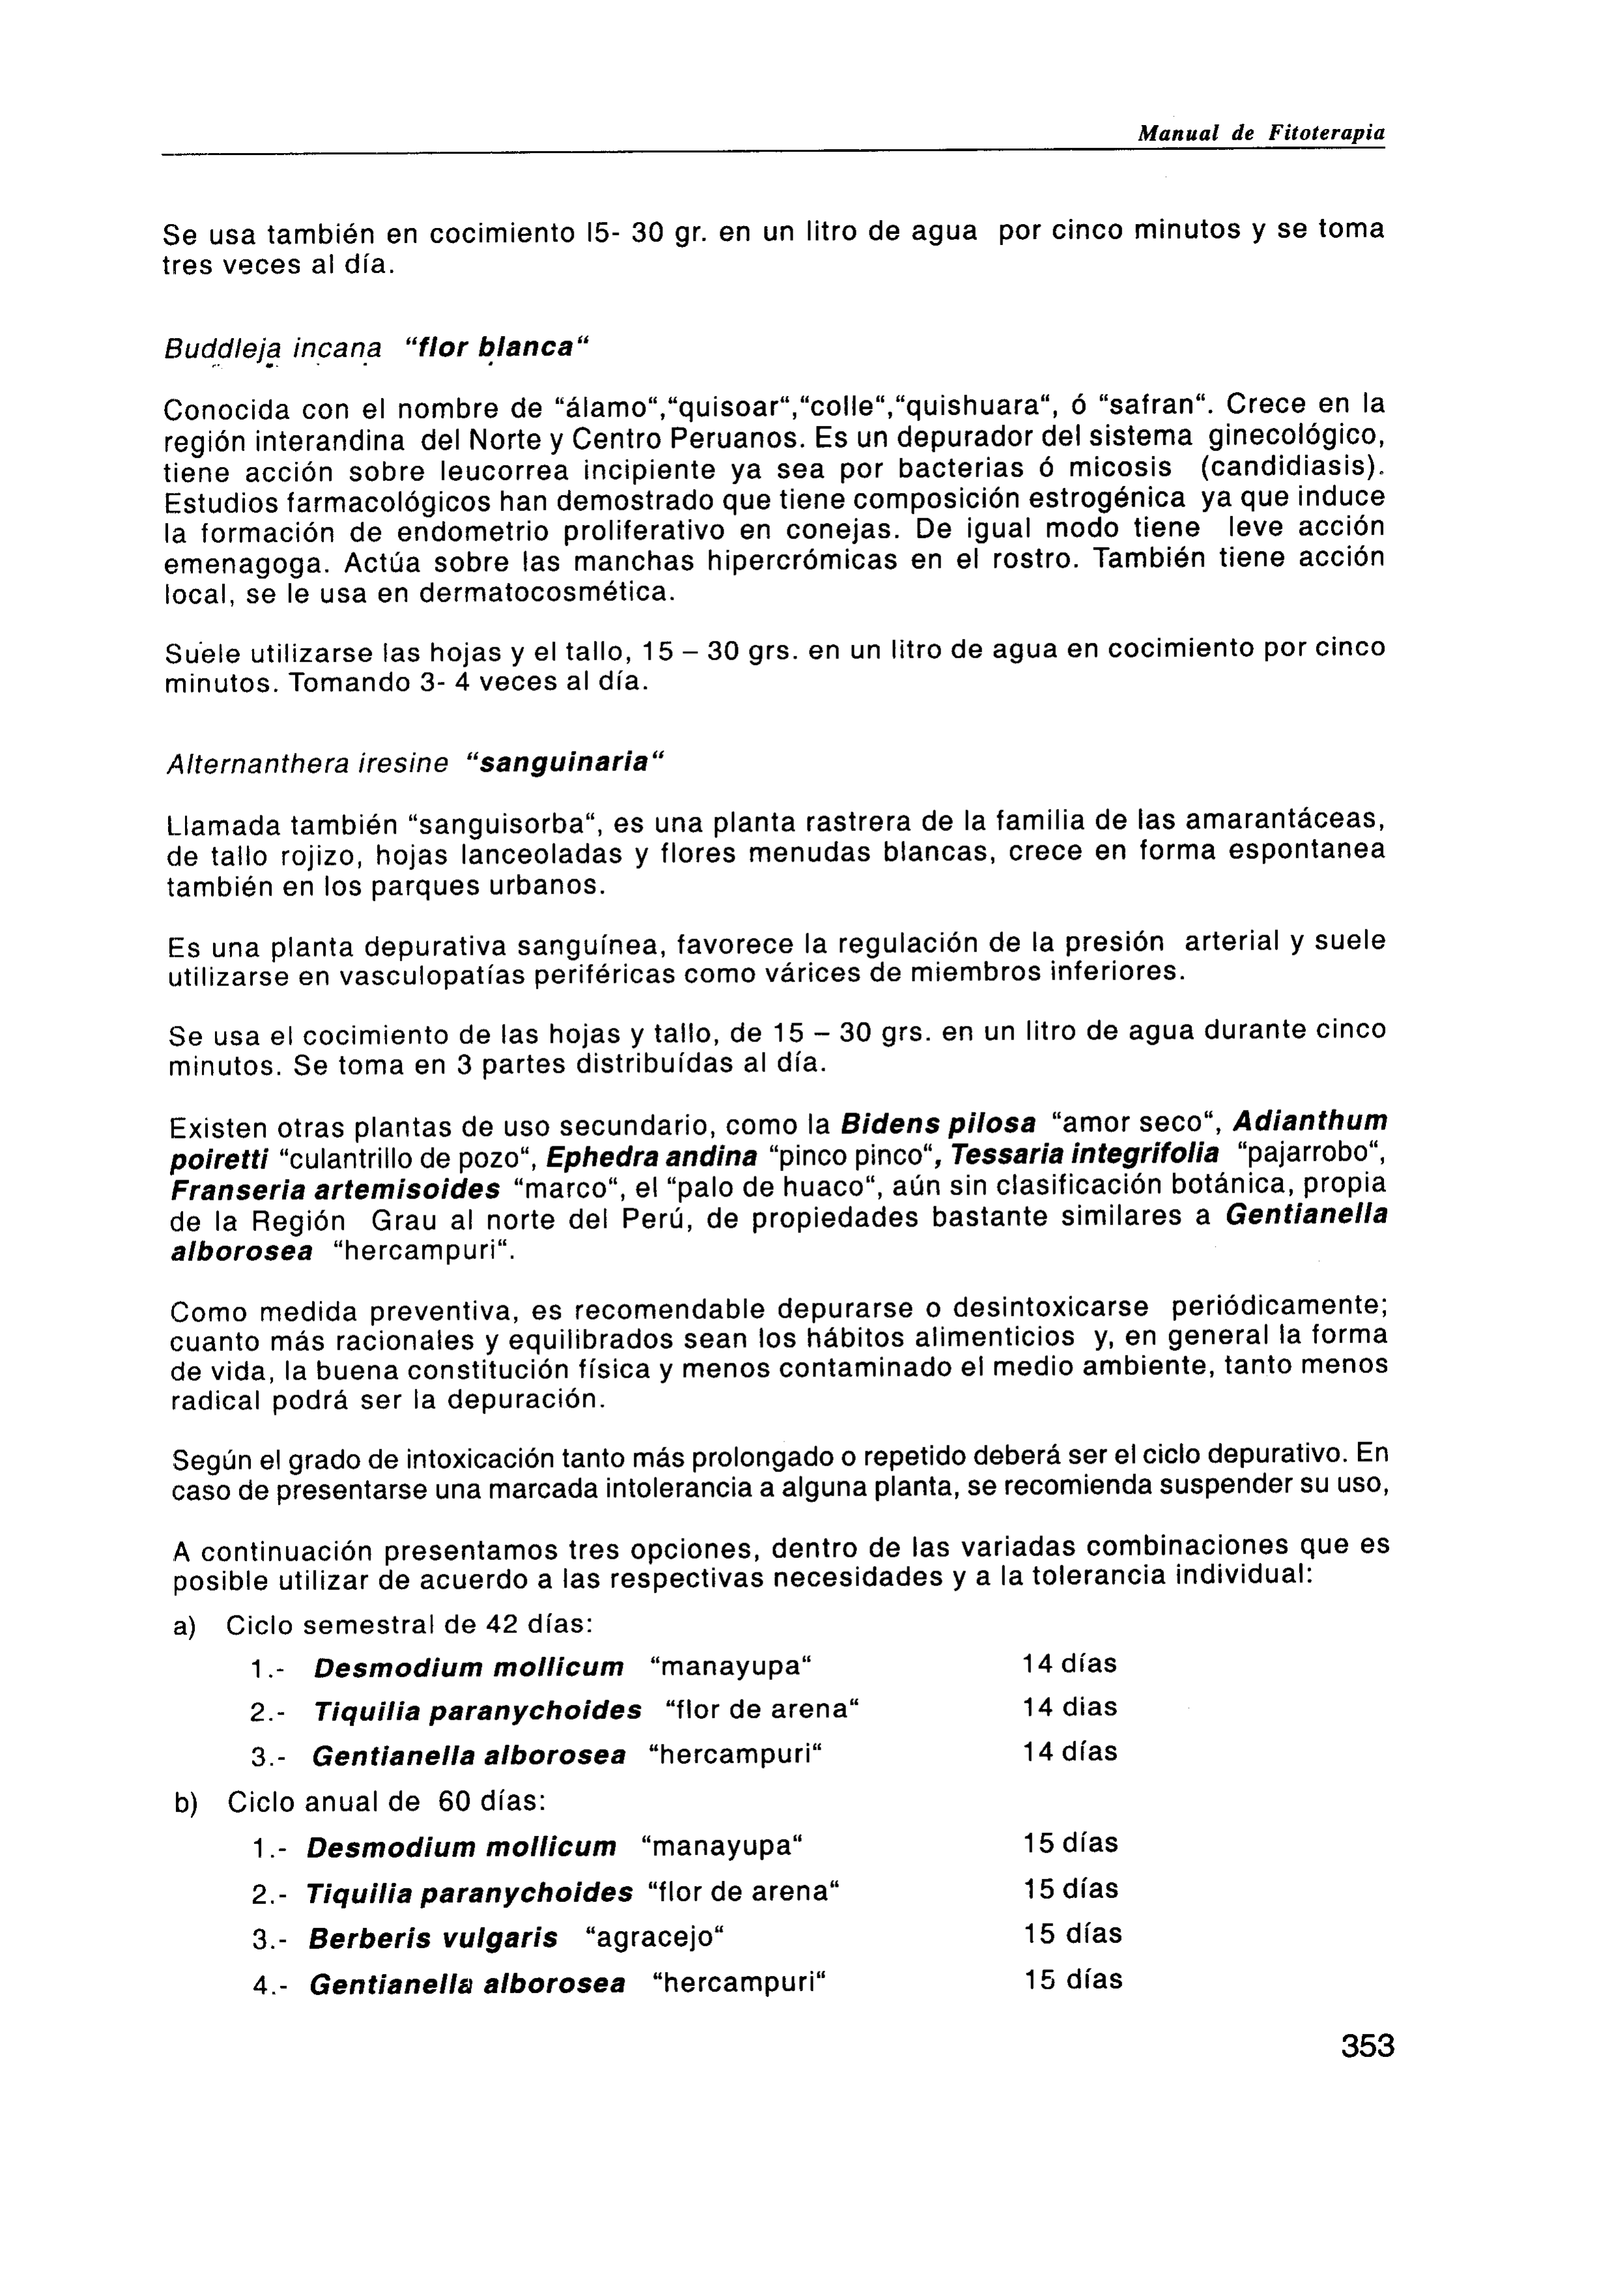 Manual de Fitoterapia
Se usa también en cocimiento I5- 30 gr. en un litro de agua por cinco minutos y se toma
tres veces al día.
Buddleja incana “flor blanca“
Conocida con el nombre de “álamo“,“quisoar“,“colle“,“quishuara“, ó “safran“. Crece en la
región interandina del Norte y Centro Peruanos. Es un depurador del sistema ginecológico,
tiene acción sobre leucorrea incipiente ya sea por bacterias ó micosis (candidiasis).
Estudios farmacológicos han demostrado que tiene composición estrogénica ya que induce
la formación de endometrio proliferativo en conejas. De igual modo tiene leve acción
emenagoga. Actúa sobre las manchas hipercrómicas en el rostro. También tiene acción
local, se le usa en dermatocosmética.
Suele utilizarse las hojas y el tallo, 15 – 30 grs. en un litro de agua en cocimiento por cinco
minutos. Tomando 3- 4 veces al día.
Alternanthera iresine “sanguinaria“
Llamada también “sanguisorba“, es una planta rastrera de la familia de las amarantáceas,
de tallo rojizo, hojas lanceoladas y flores menudas blancas, crece en forma espontanea
también en los parques urbanos.
Es una planta depurativa sanguínea, favorece la regulación de la presión arterial y suele
utilizarse en vasculopatías periféricas como várices de miembros inferiores.
Se usa el cocimiento de las hojas y tallo, de 15 – 30 grs. en un litro de agua durante cinco
minutos. Se toma en 3 partes distribuídas al día.
Existen otras plantas de uso secundario, como la Bidens pilosa “amor seco“, Adianthum
poiretti “culantrillo de pozo“, Ephedra andina “pinco pinco“, Tessaria integrifolia “pajarrobo“,
Franseria artemisoides “marco“, el “palo de huaco“, aún sin clasificación botánica, propia
de la Región Grau al norte del Perú, de propiedades bastante similares a Gentianella
alborosea “hercampuri“.
Como medida preventiva, es recomendable depurarse o desintoxicarse periódicamente;
cuanto más racionales y equilibrados sean los hábitos alimenticios y, en general la forma
de vida, la buena constitución física y menos contaminado el medio ambiente, tanto menos
radical podrá ser la depuración.
Según el grado de intoxicación tanto más prolongado o repetido deberá ser el ciclo depurativo. En
caso de presentarse una marcada intolerancia a alguna planta, se recomienda suspender su uso,
A continuación presentamos tres opciones, dentro de las variadas combinaciones que es
posible utilizar de acuerdo a las respectivas necesidades y a la tolerancia individual:
a) Ciclo semestral de 42 días:
1.- Desmodium mollicum “manayupa“ 14 días
2.- Tiquilia paranychoides “flor de arena“ 14 dias
3.- Gentianella alborosea “hercampuri“ 14 días
b) Ciclo anual de 60 días:
1.- Desmodium mollicum “manayupa“ 15 días
2.- Tiquilia paranychoides “flor de arena“ 15 días
3.- Berberis vulgaris “agracejo“ 15 días
4.- Gentianella alborosea “hercampuri“ 15 días
353